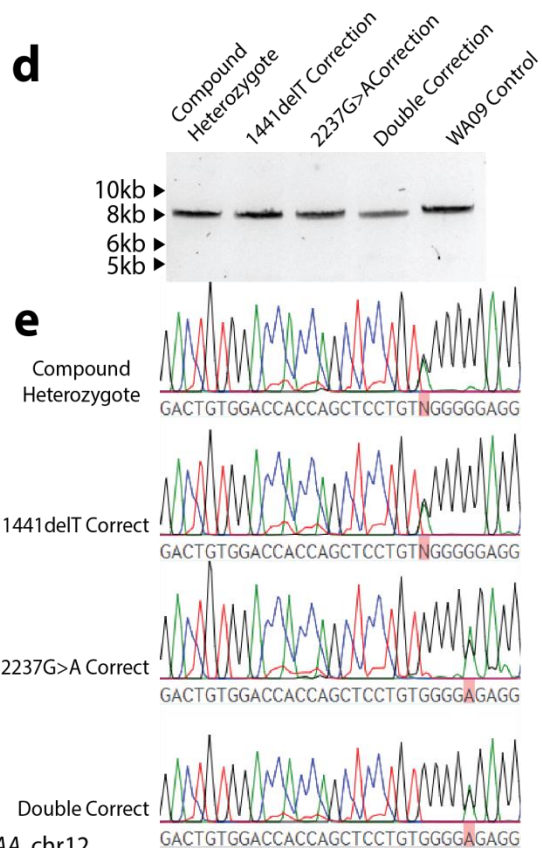 d
Compound
Heterozygote
1441delT Correction
2237G>ACorrection
Double Correction
WA09 Control
10kb
8kb
6kb
5kb
e
Compound
Heterozygote
GACTGTGGACCACCAGCTCCTGTNGGGGGAGG
1441delT Correct
GACTGTGGACCACCAGCTCCTGTNGGGGGAGG
2237G>A Correct
GACTGTGGACCACCAGCTCCTGTGGGGAGAGG
Double Correct
GACTGTGGACCACCAGCTCCTGTGGGGAGAGG